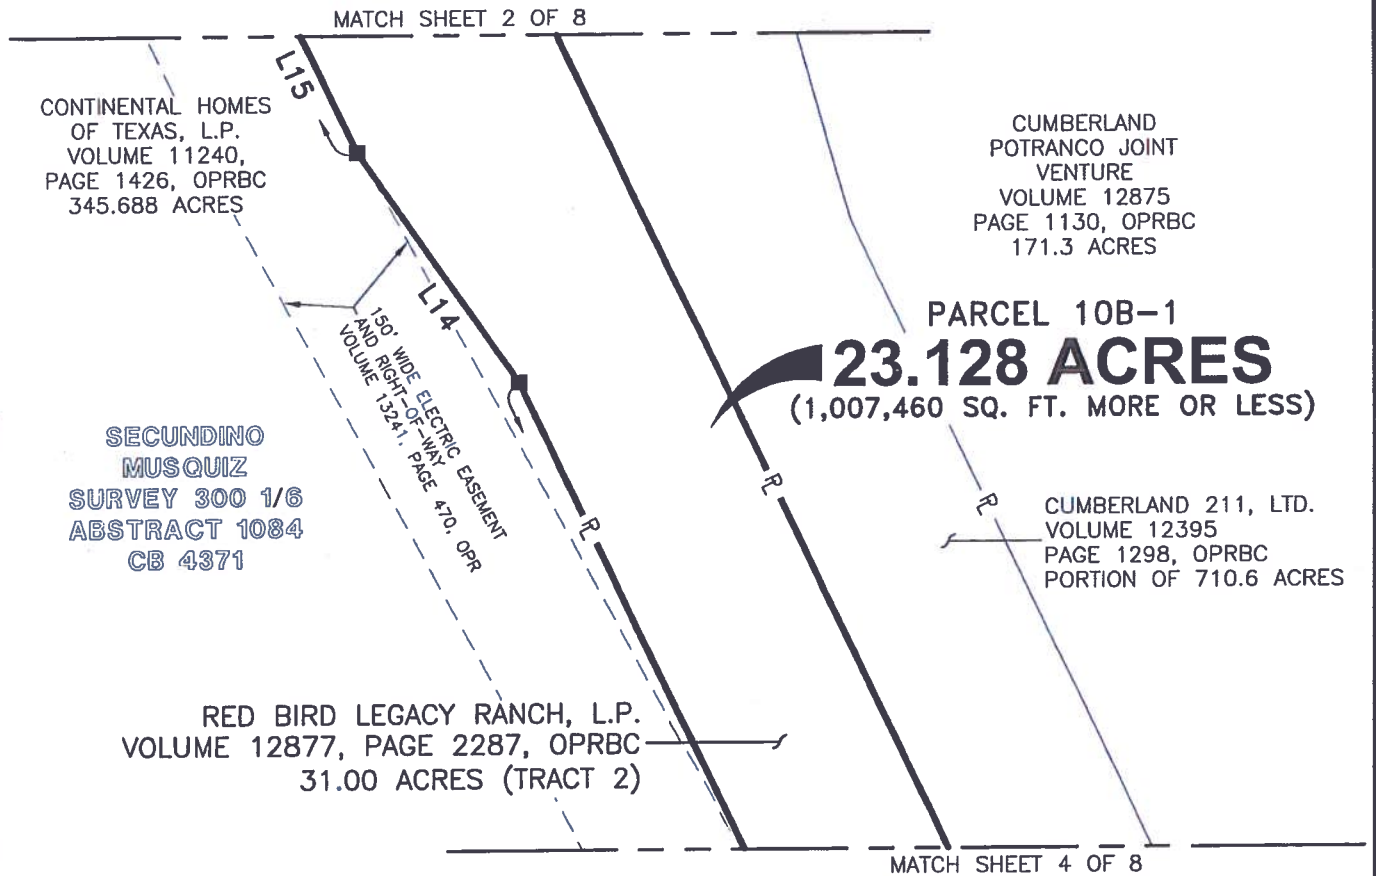 MATCH SHEET 2 OF 8
L15
CONTINENTAL HOMES
OF TEXAS, L.P.
VOLUME 11240,
PAGE 1426, OPRBC
345.688 ACRES
CUMBERLAND
POTRANCO JOINT
VENTURE
VOLUME 12875
PAGE 1130, OPRBC
171.3 ACRES
L14
150' WIDE ELECTRIC EASEMENT
AND RIGHT-OF-WAY
VOLUME 13241, PAGE 470, OPR
PARCEL 10B-1
23.128 ACRES
(1,007,460 SQ. FT. MORE OR LESS)
SECUNDINO
MUSQUIZ
SURVEY 300 1/6
ABSTRACT 1084
CB 4371
PL
PL
PL
CUMBERLAND 211, LTD.
VOLUME 12395
PAGE 1298, OPRBC
PORTION OF 710.6 ACRES
RED BIRD LEGACY RANCH, L.P.
VOLUME 12877, PAGE 2287, OPRBC
31.00 ACRES (TRACT 2)
MATCH SHEET 4 OF 8